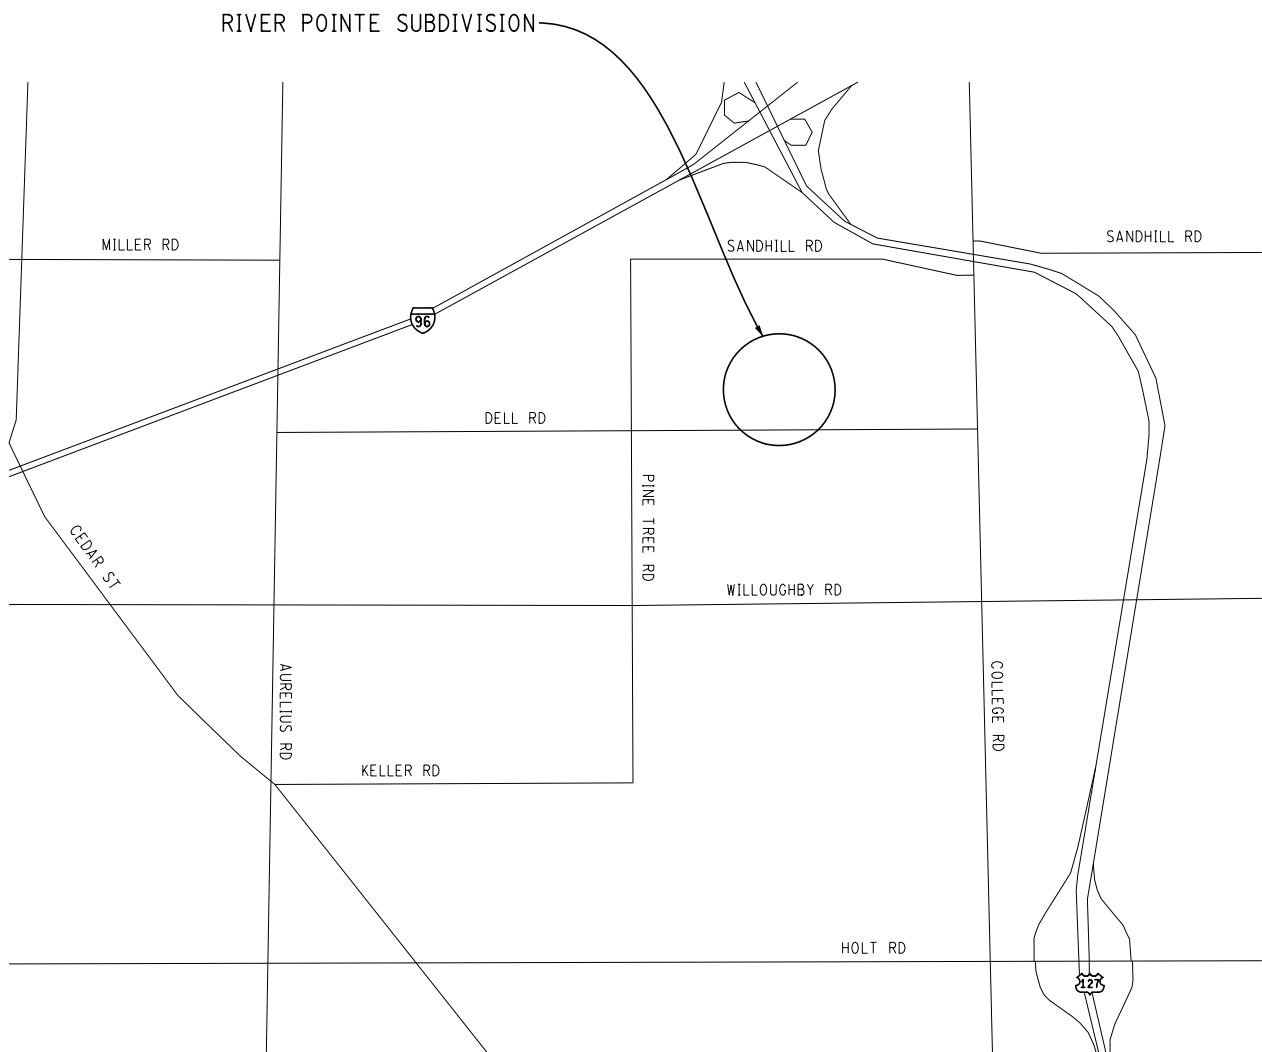 RIVER POINTE SUBDIVISION
SANDHILL RD
MILLER RD
SANDHILL RD
96
DELL RD
PINE TREE RD
CEDAR ST
WILLOUGHBY RD
AURELIUS RD
COLLEGE RD
KELLER RD
HOLT RD
127